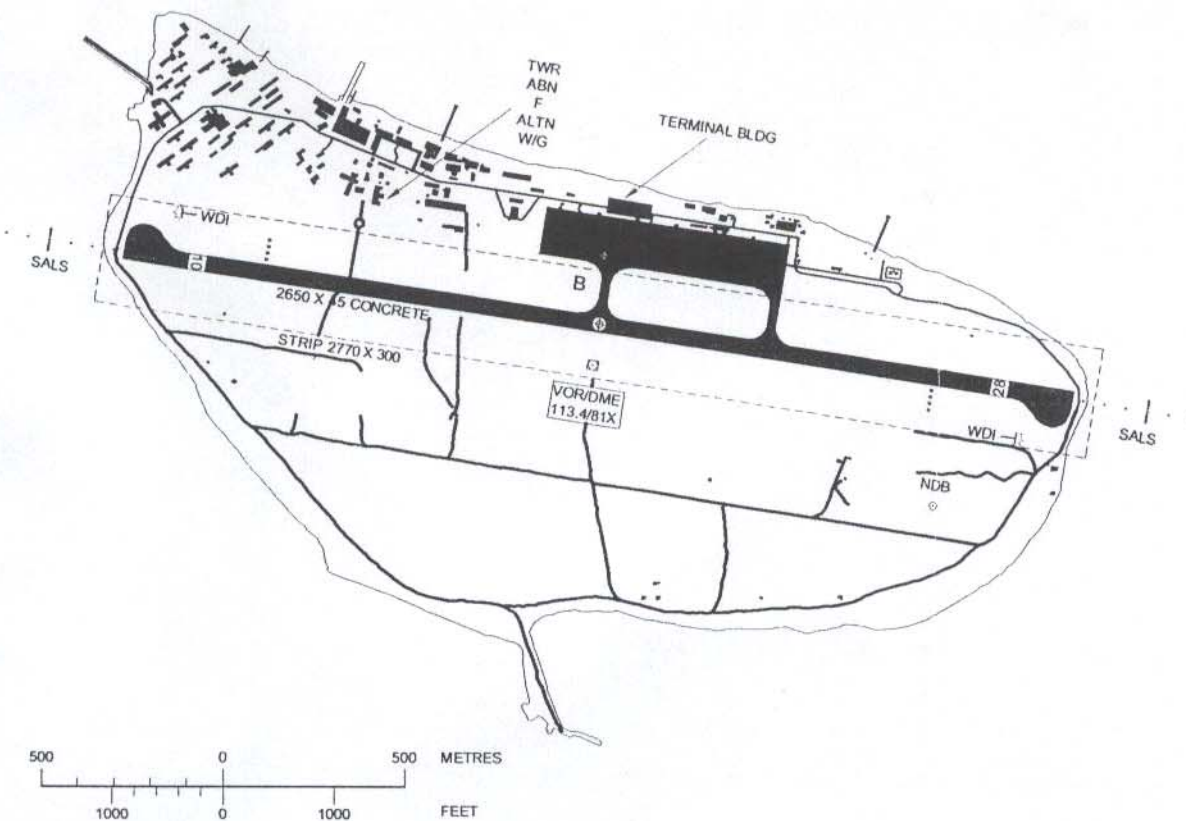 TWR
ABN
F
ALTN
W/G
TERMINAL BLDG
WDI
SALS
10
B
2650 X 45 CONCRETE
STRIP 2770 X 300
VOR/DME
113.4/81X
28
WDI
SALS
NDB
500 0 500 METRES
1000 0 1000 FEET